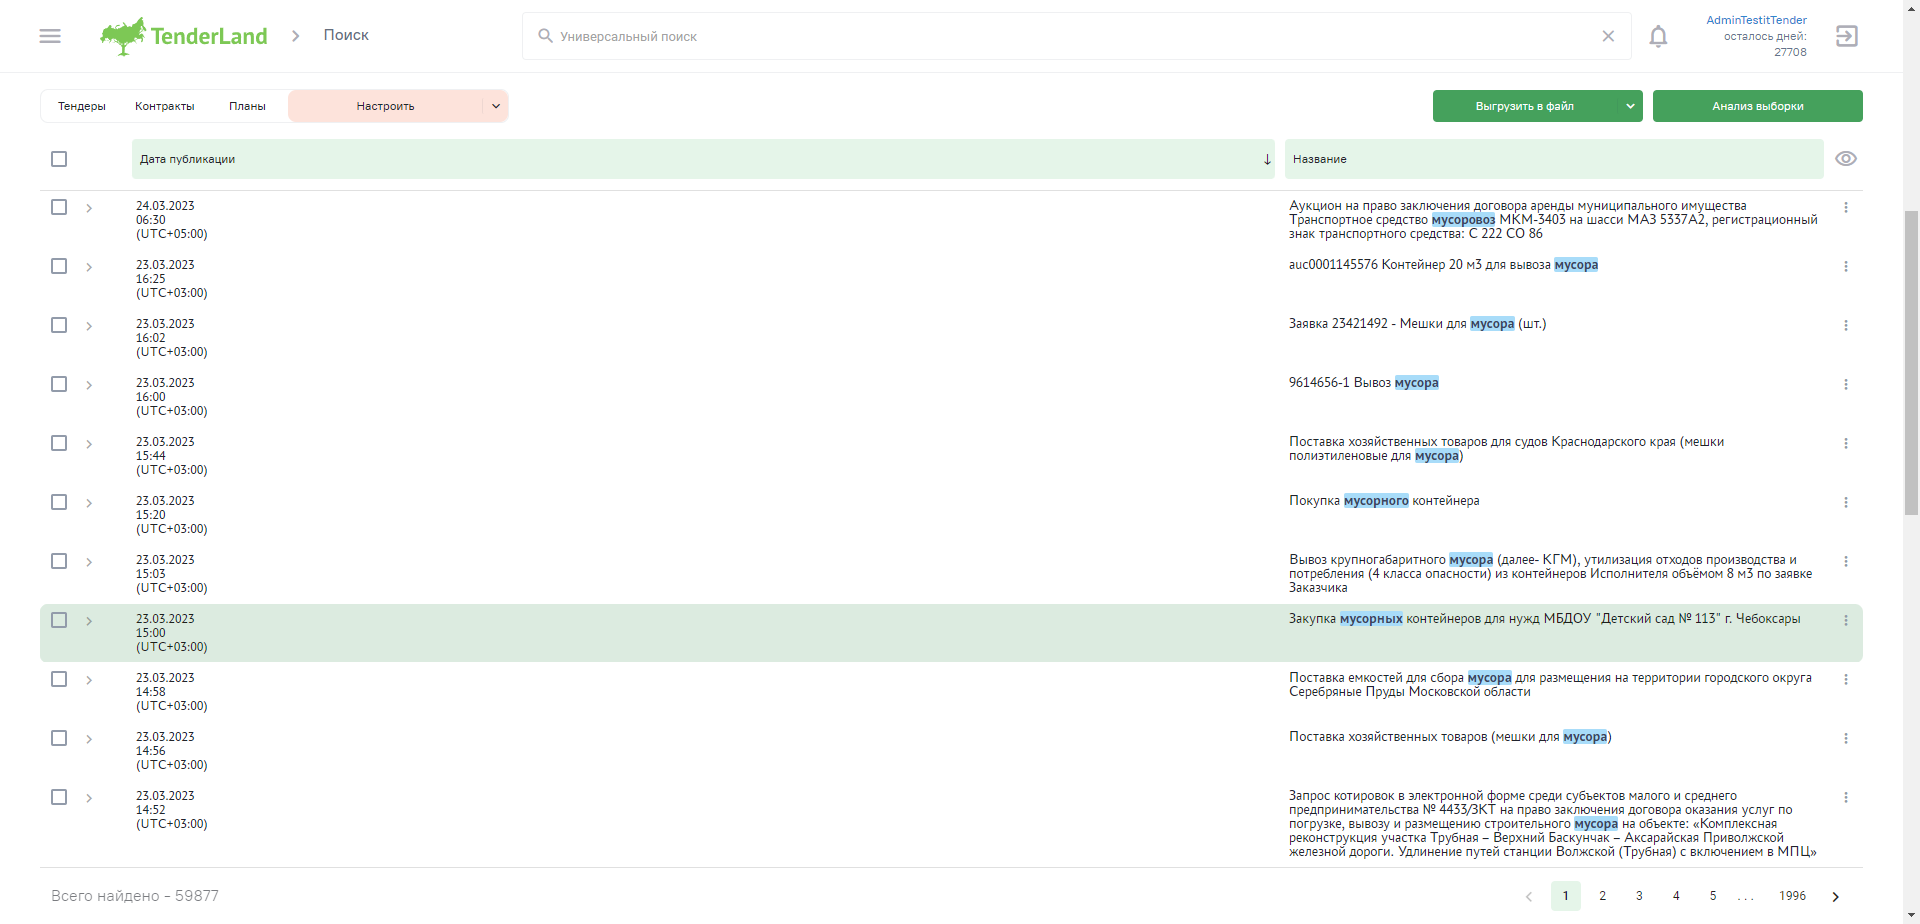 TenderLand
Поиск
Универсальный поиск
AdminTestitTender
осталось дней:
27708
Тендеры
Контракты
Планы
Настроить
Выгрузить в файл
Анализ выборки
Дата публикации
Название
24.03.2023
06:30
(UTC+05:00)
Аукцион на право заключения договора аренды муниципального имущества
Транспортное средство мусоровоз МКМ-3403 на шасси МАЗ 5337А2, регистрационный
знак транспортного средства: С 222 СО 86
23.03.2023
16:25
(UTC+03:00)
auc0001145576 Контейнер 20 м3 для вывоза мусора
23.03.2023
16:02
(UTC+03:00)
Заявка 23421492 - Мешки для мусора (шт.)
23.03.2023
16:00
(UTC+03:00)
9614656-1 Вывоз мусора
23.03.2023
15:44
(UTC+03:00)
Поставка хозяйственных товаров для судов Краснодарского края (мешки
полиэтиленовые для мусора)
23.03.2023
15:20
(UTC+03:00)
Покупка мусорного контейнера
23.03.2023
15:03
(UTC+03:00)
Вывоз крупногабаритного мусора (далее- КГМ), утилизация отходов производства и
потребления (4 класса опасности) из контейнеров Исполнителя объёмом 8 м3 по заявке
Заказчика
23.03.2023
15:00
(UTC+03:00)
Закупка мусорных контейнеров для нужд МБДОУ "Детский сад № 113" г. Чебоксары
23.03.2023
14:58
(UTC+03:00)
Поставка емкостей для сбора мусора для размещения на территории городского округа
Серебряные Пруды Московской области
23.03.2023
14:56
(UTC+03:00)
Поставка хозяйственных товаров (мешки для мусора)
23.03.2023
14:52
(UTC+03:00)
Запрос котировок в электронной форме среди субъектов малого и среднего
предпринимательства № 4433/ЗКТ на право заключения договора оказания услуг по
погрузке, вывозу и размещению строительного мусора на объекте: «Комплексная
реконструкция участка Трубная – Верхний Баскунчак – Аксарайская Приволжской
железной дороги. Удлинение путей станции Волжской (Трубная) с включением в МПЦ»
Всего найдено - 59877
1 2 3 4 5 ... 1996